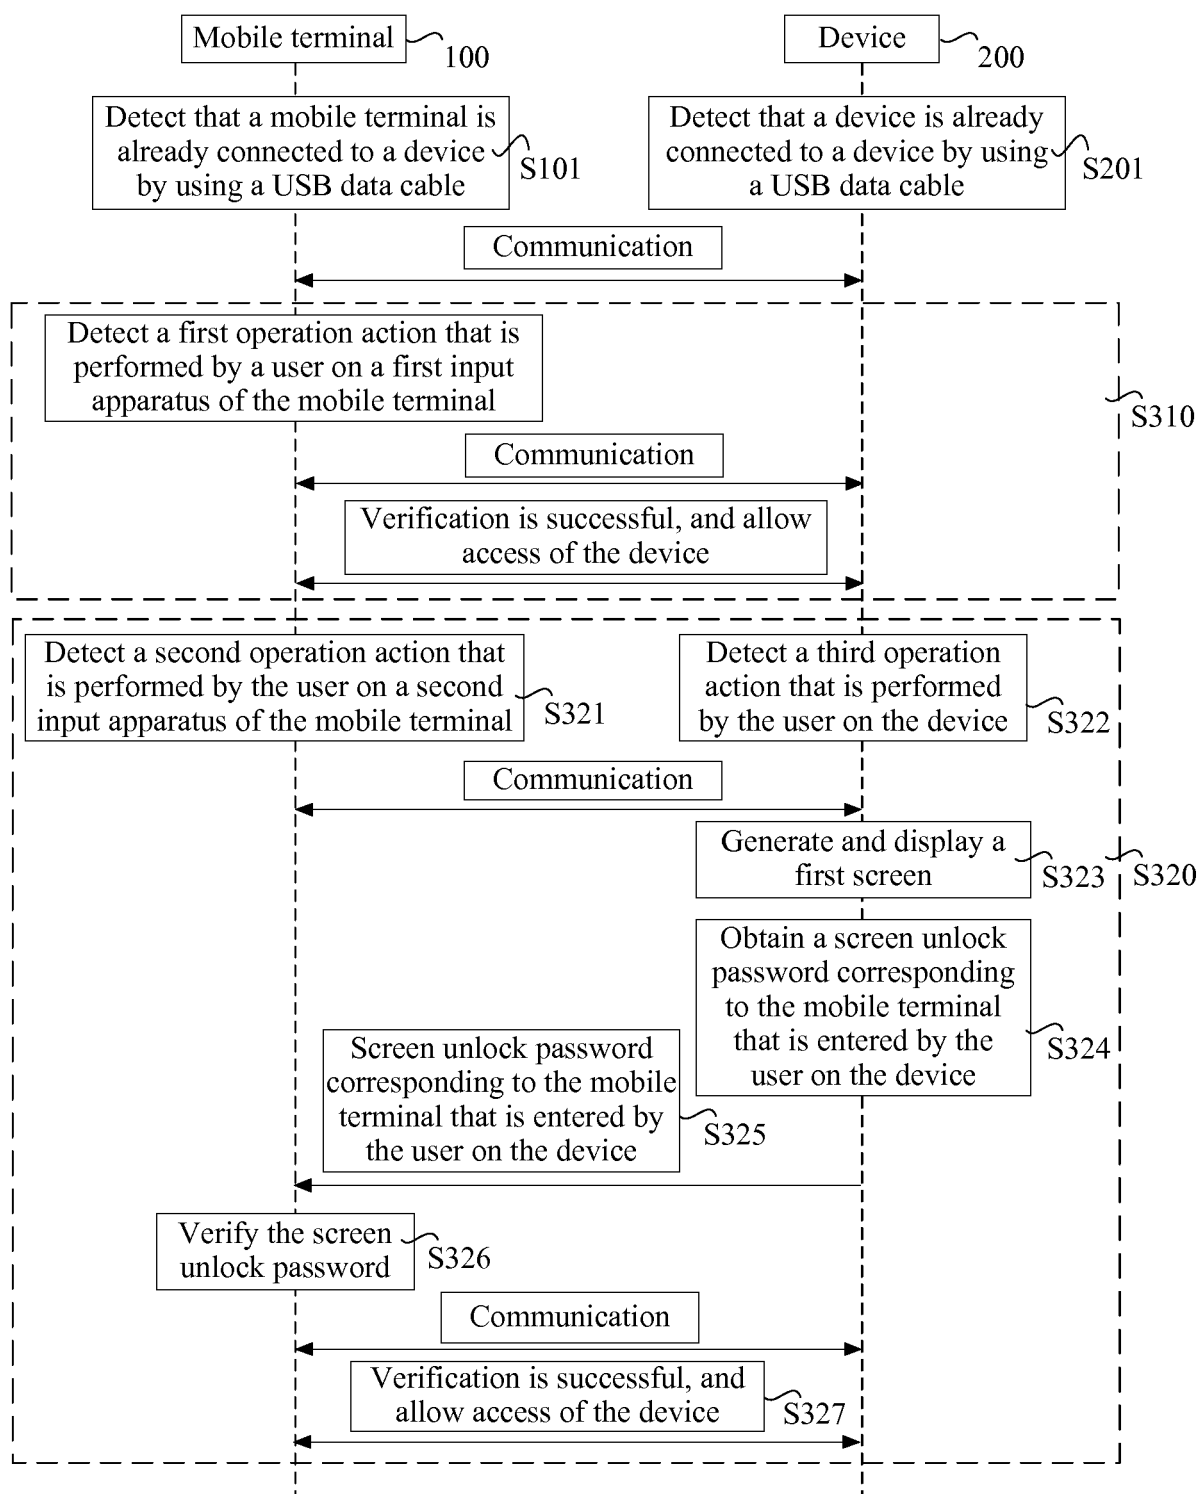 Mobile terminal
100
Device
200
Detect that a mobile terminal is
already connected to a device
by using a USB data cable
S101
Detect that a device is already
connected to a device by using
a USB data cable
S201
Communication
Detect a first operation action that is
performed by a user on a first input
apparatus of the mobile terminal
S310
Communication
Verification is successful, and allow
access of the device
Detect a second operation action that
is performed by the user on a second
input apparatus of the mobile terminal
S321
Detect a third operation
action that is performed
by the user on the device
S322
Communication
Generate and display a
first screen
S323
S320
Obtain a screen unlock
password corresponding
to the mobile terminal
that is entered by the
user on the device
S324
Screen unlock password
corresponding to the mobile
terminal that is entered by
the user on the device
S325
Verify the screen
unlock password
S326
Communication
Verification is successful, and
allow access of the device
S327